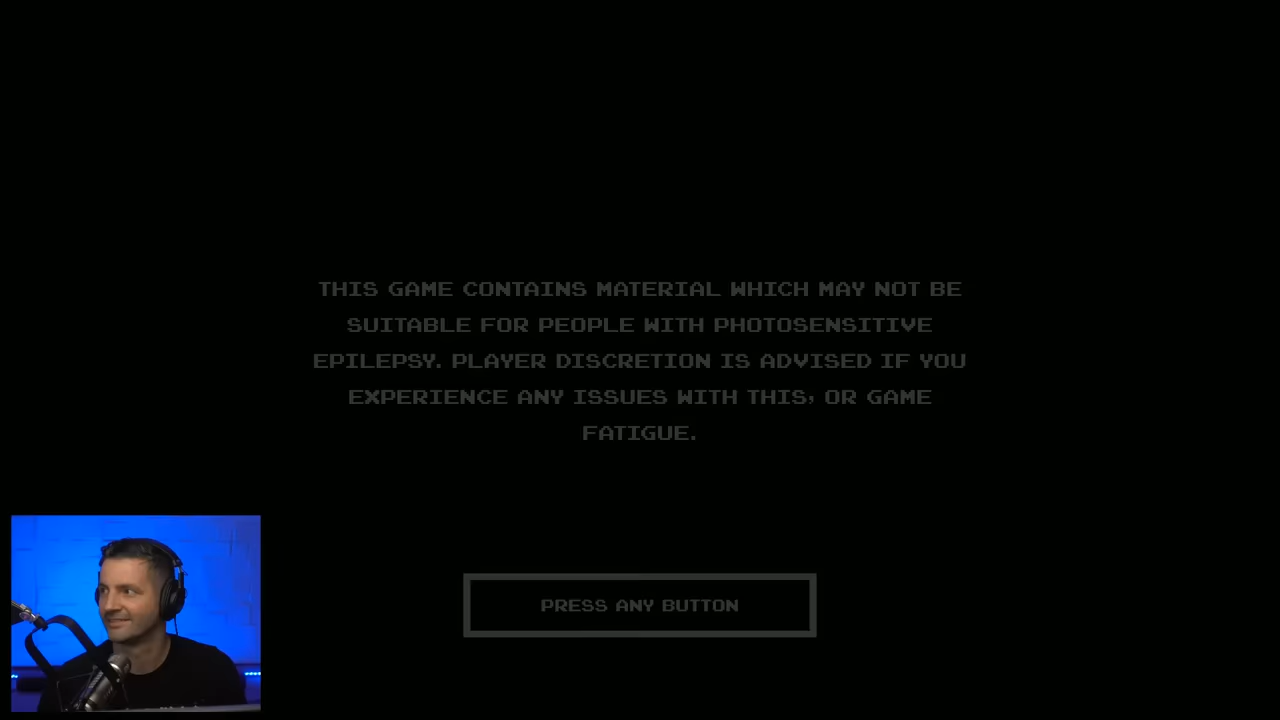 THIS GAME CONTAINS MATERIAL WHICH MAY NOT BE
SUITABLE FOR PEOPLE WITH PHOTOSENSITIVE
EPILEPSY. PLAYER DISCRETION IS ADVISED IF YOU
EXPERIENCE ANY ISSUES WITH THIS, OR GAME
FATIGUE.
PRESS ANY BUTTON